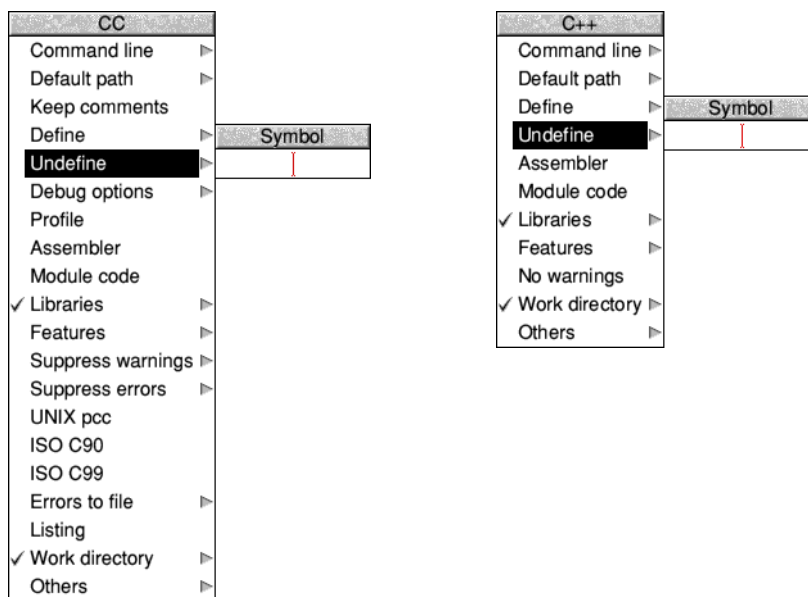 CC
Command line
Default path
Keep comments
Define
Undefine
Symbol
Debug options
Profile
Assembler
Module code
Libraries
Features
Suppress warnings
Suppress errors
UNIX pcc
ISO C90
ISO C99
Errors to file
Listing
Work directory
Others
C++
Command line
Default path
Define
Symbol
Undefine
Assembler
Module code
Libraries
Features
No warnings
Work directory
Others